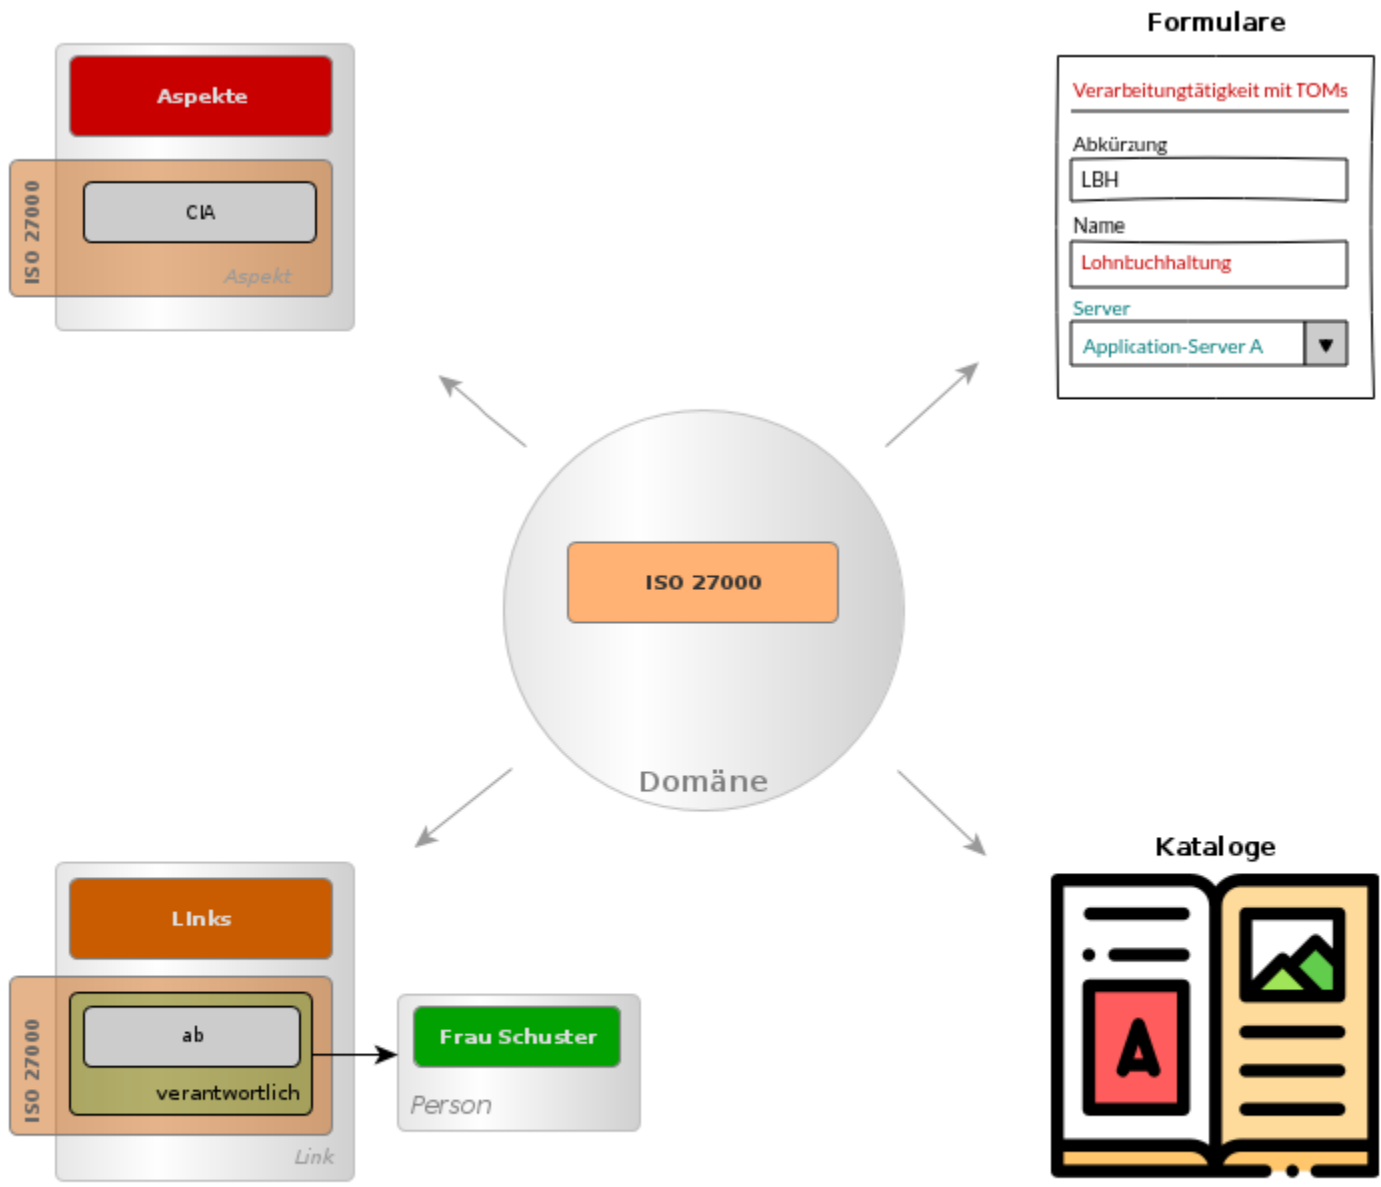 Aspekte
ISO 27000
CIA
Aspekt
Formulare
Verarbeitungtätigkeit mit TOMs
Abkürzung
LBH
Name
Lohnbuchhaltung
Server
Application-Server A
ISO 27000
Domäne
LInks
ISO 27000
ab
verantwortlich
Link
Frau Schuster
Person
Kataloge
A